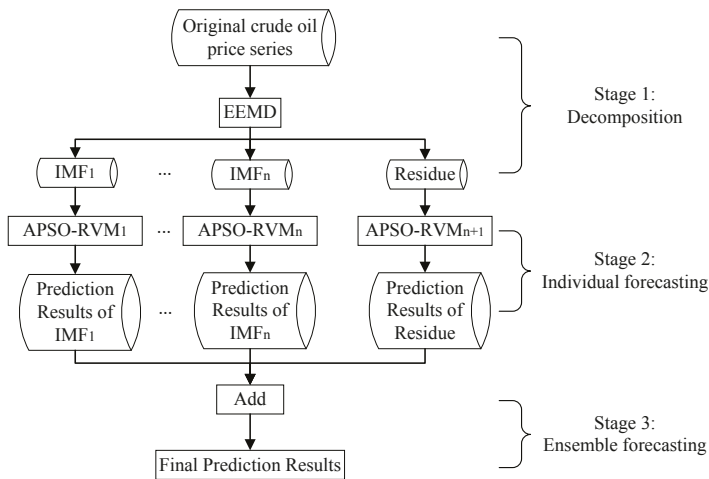 Original crude oil
price series
Stage 1:
Decomposition
EEMD
IMF1
...
IMFn
Residue
APSO-RVM1
...
APSO-RVMn
APSO-RVMn+1
Stage 2:
Individual forecasting
Prediction
Results of
IMF1
...
Prediction
Results of
IMFn
Prediction
Results of
Residue
Add
Stage 3:
Ensemble forecasting
Final Prediction Results